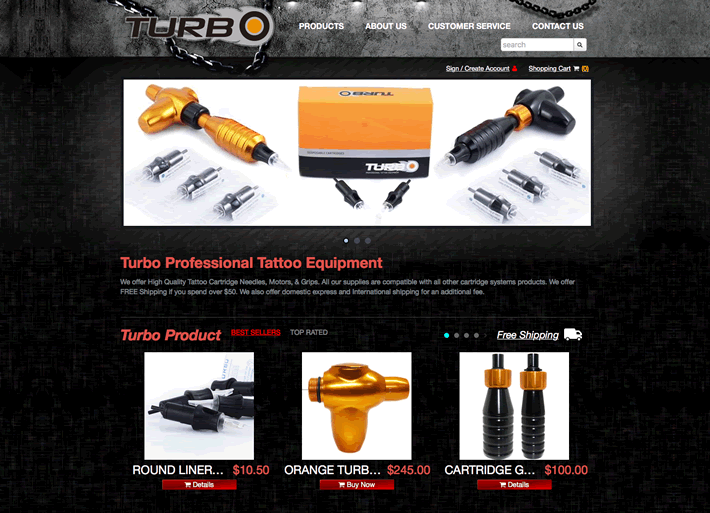 TURBO
PRODUCTS ABOUT US CUSTOMER SERVICE CONTACT US
search
Sign / Create Account Shopping Cart (0)
TURBO
TURBO
Turbo Professional Tattoo Equipment
We offer High Quality Tattoo Cartridge Needles, Motors, & Grips. All our supplies are compatible with all other cartridge systems products. We offer
FREE Shipping if you spend over $50. We also offer domestic express and International shipping for an additional fee.
Turbo Product BEST SELLERS TOP RATED Free Shipping
ROUND LINER... $10.50 ORANGE TURB... $245.00 CARTRIDGE G... $100.00
Details Buy Now Details